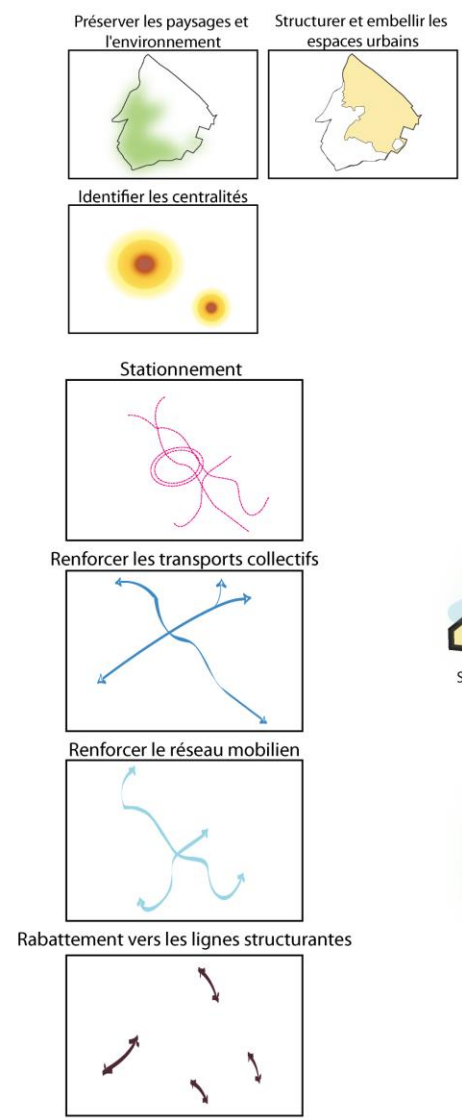 Préserver les paysages et
l'environnement
Structurer et embellir les
espaces urbains
Identifier les centralités
Stationnement
Renforcer les transports collectifs
Renforcer le réseau mobilien
Rabattement vers les lignes structurantes